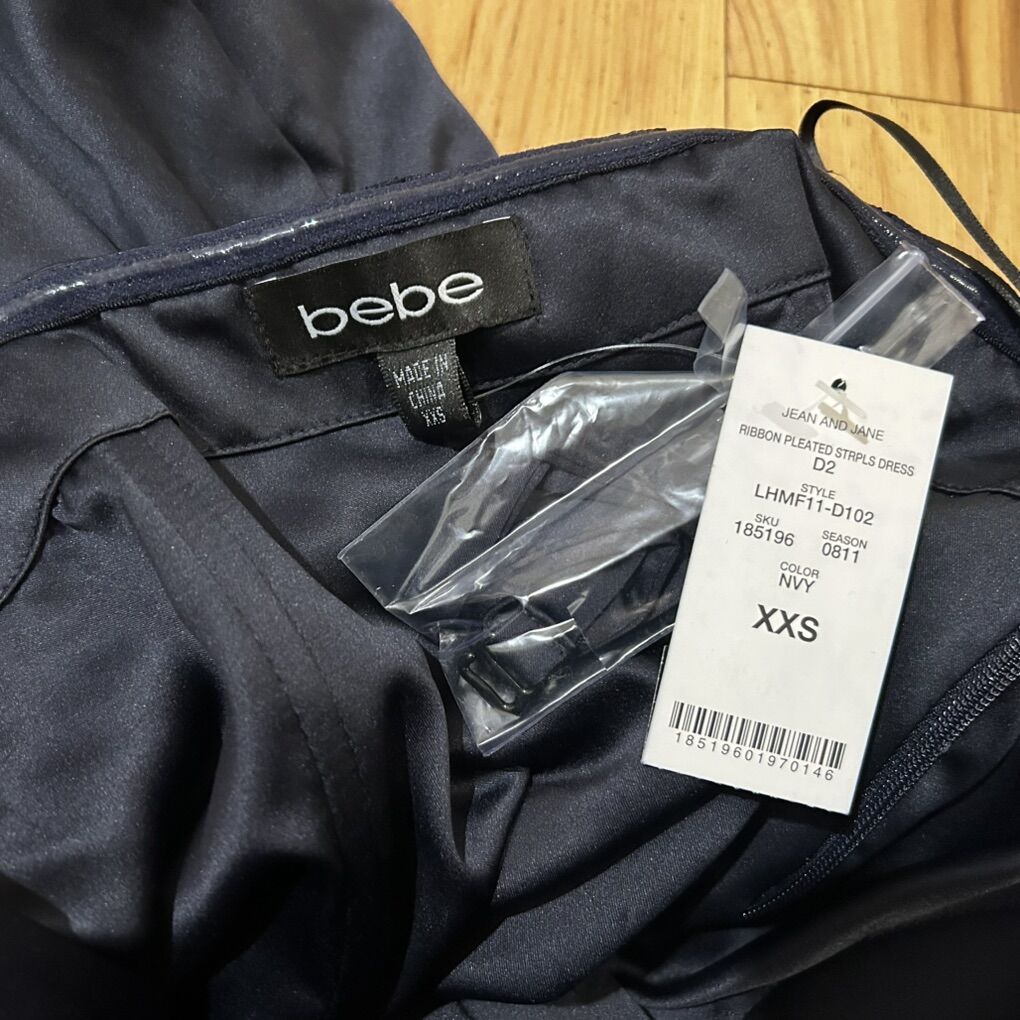 bebe
MADE IN
CHINA
XXS
JEAN AND JANE
RIBBON PLEATED STRPLS DRESS
D2
STYLE
LHMF11-D102
SKU SEASON
185196 0811
COLOR
NVY
XXS
18519601970146